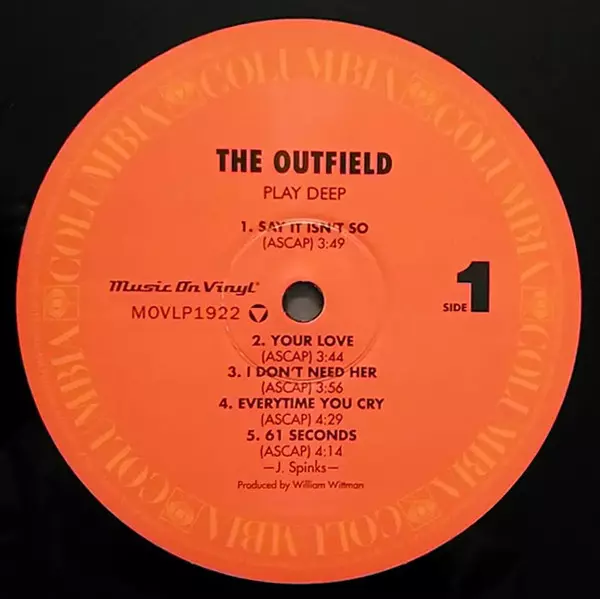 COLUMBIA COLUMBIA COLUMBIA COLUMBIA COLUMBIA COLUMBIA
THE OUTFIELD
PLAY DEEP
1. SAY IT ISN'T SO
(ASCAP) 3:49
Music On Vinyl
MOVLP1922
SIDE 1
2. YOUR LOVE
(ASCAP) 3:44
3. I DON'T NEED HER
(ASCAP) 3:56
4. EVERYTIME YOU CRY
(ASCAP) 4:29
5. 61 SECONDS
(ASCAP) 4:14
—J. Spinks—
Produced by William Wittman